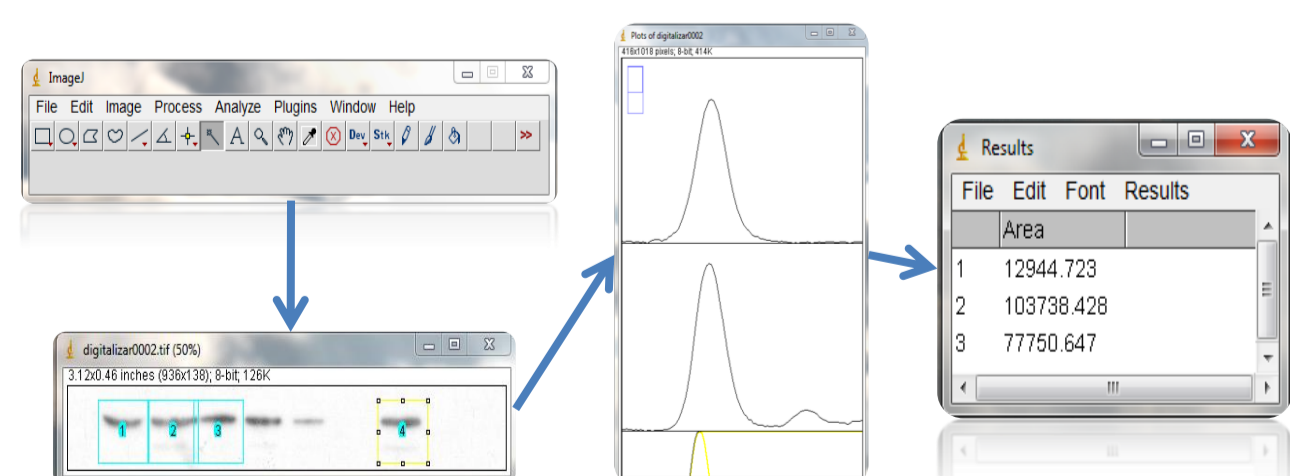 ImageJ
File Edit Image Process Analyze Plugins Window Help
A Dev Stk >>
digitalizar0002.tif (50%)
3.12x0.46 inches (936x138); 8-bit; 126K
1 2 3 4
Plots of digitalizar0002
416x1018 pixels; 8-bit; 414K
Results
File Edit Font Results
Area
1 12944.723
2 103738.428
3 77750.647